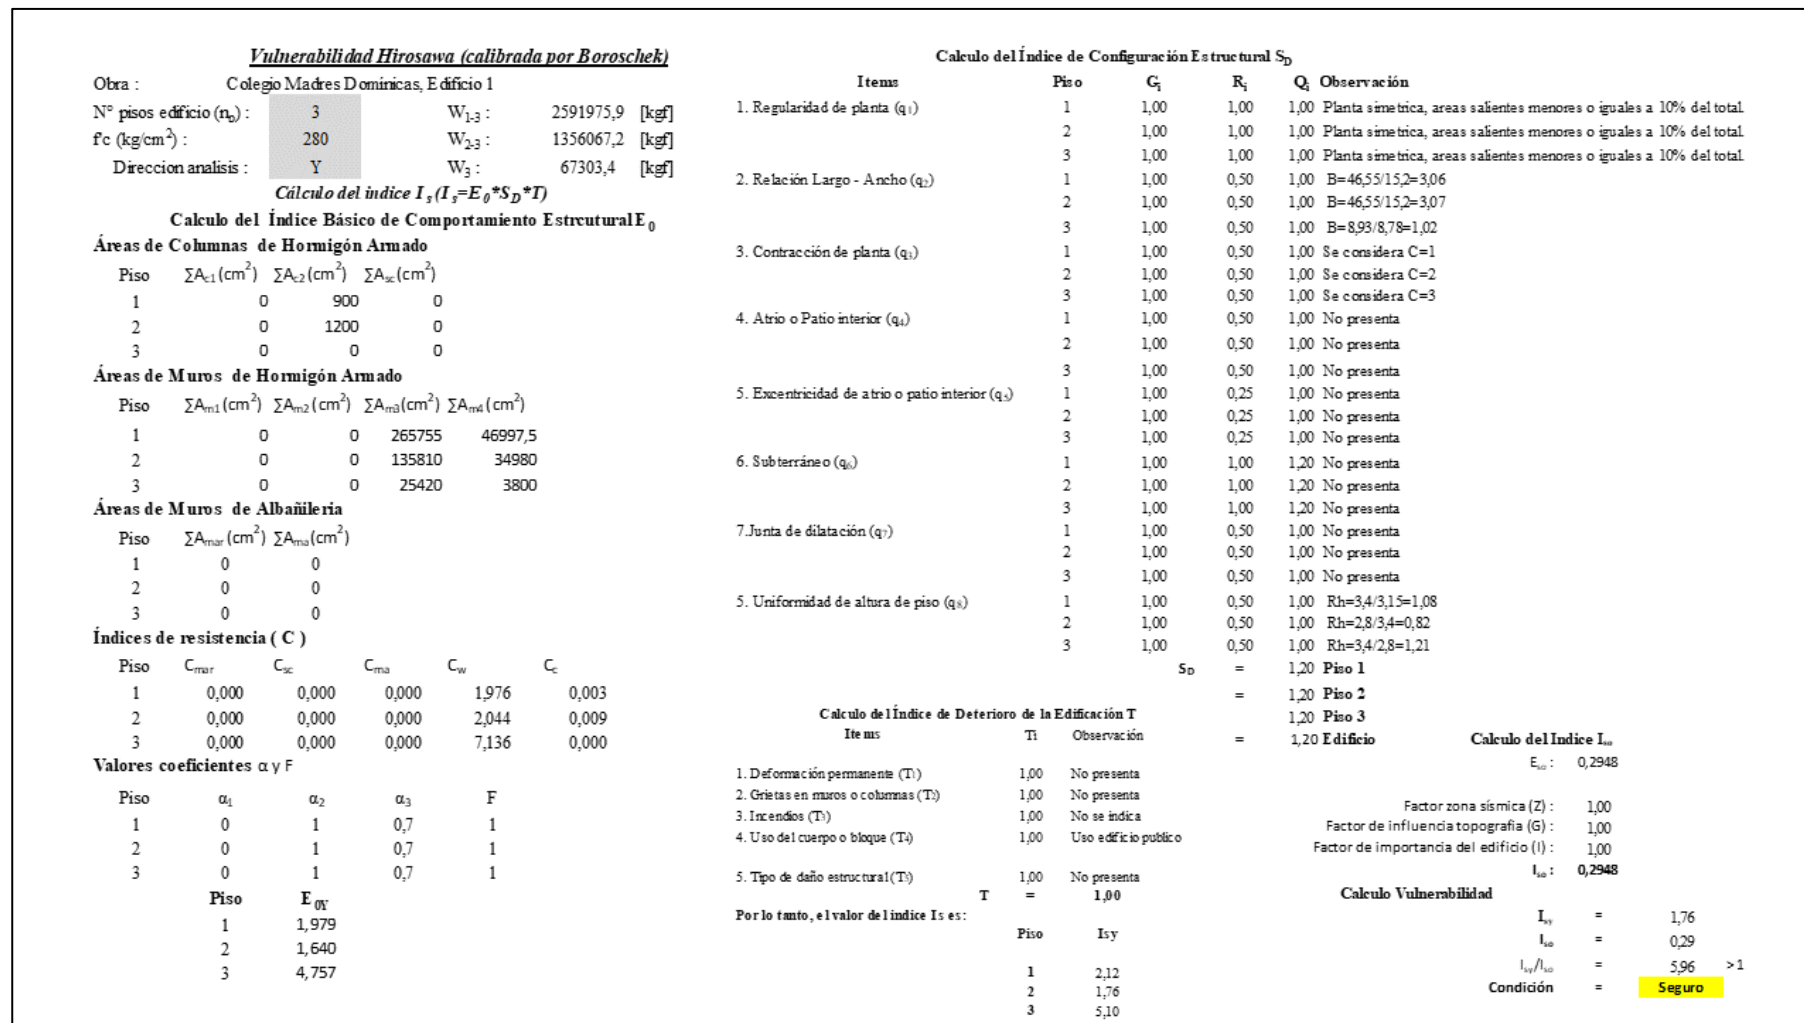 Vulnerabilidad Hirosawa (calibrada por Boroschek)
Obra : Colegio Madres Dominicas, Edificio 1
N° pisos edificio (np) : 3 W1-3 : 2591975,9 [kgf]
f'c (kg/cm2) : 280 W2-3 : 1356067,2 [kgf]
Direccion analisis : Y W3 : 67303,4 [kgf]
Cálculo del indice Is (Is=E0*SD*T)
Calculo del Índice Básico de Comportamiento Estrcutural E0
Áreas de Columnas de Hormigón Armado
Piso ∑Ac1(cm2) ∑Ac2(cm2) ∑Asc(cm2)
1 0 900 0
2 0 1200 0
3 0 0 0
Áreas de Muros de Hormigón Armado
Piso ∑Am1(cm2) ∑Am2(cm2) ∑Am3(cm2) ∑Am4(cm2)
1 0 0 265755 46997,5
2 0 0 135810 34980
3 0 0 25420 3800
Áreas de Muros de Albañileria
Piso ∑Amar(cm2) ∑Ama(cm2)
1 0 0
2 0 0
3 0 0
Índices de resistencia ( C )
Piso Cmar Csc Cma Cw Cc
1 0,000 0,000 0,000 1,976 0,003
2 0,000 0,000 0,000 2,044 0,009
3 0,000 0,000 0,000 7,136 0,000
Valores coeficientes α y F
Piso α1 α2 α3 F
1 0 1 0,7 1
2 0 1 0,7 1
3 0 1 0,7 1
Piso E0Y
1 1,979
2 1,640
3 4,757
Calculo del Índice de Configuración Estructural SD
Items Piso Gi Ri Qi Observación
1. Regularidad de planta (q1) 1 1,00 1,00 1,00 Planta simetrica, areas salientes menores o iguales a 10% del total.
2 1,00 1,00 1,00 Planta simetrica, areas salientes menores o iguales a 10% del total.
3 1,00 1,00 1,00 Planta simetrica, areas salientes menores o iguales a 10% del total.
2. Relación Largo - Ancho (q2) 1 1,00 0,50 1,00 B=46,55/15,2=3,06
2 1,00 0,50 1,00 B=46,55/15,2=3,07
3 1,00 0,50 1,00 B=8,93/8,78=1,02
3. Contracción de planta (q3) 1 1,00 0,50 1,00 Se considera C=1
2 1,00 0,50 1,00 Se considera C=2
3 1,00 0,50 1,00 Se considera C=3
4. Atrio o Patio interior (q4) 1 1,00 0,50 1,00 No presenta
2 1,00 0,50 1,00 No presenta
3 1,00 0,50 1,00 No presenta
5. Excentricidad de atrio o patio interior (q5) 1 1,00 0,25 1,00 No presenta
2 1,00 0,25 1,00 No presenta
3 1,00 0,25 1,00 No presenta
6. Subterráneo (q6) 1 1,00 1,00 1,20 No presenta
2 1,00 1,00 1,20 No presenta
3 1,00 1,00 1,20 No presenta
7.Junta de dilatación (q7) 1 1,00 0,50 1,00 No presenta
2 1,00 0,50 1,00 No presenta
3 1,00 0,50 1,00 No presenta
5. Uniformidad de altura de piso (q8) 1 1,00 0,50 1,00 Rh=3,4/3,15=1,08
2 1,00 0,50 1,00 Rh=2,8/3,4=0,82
3 1,00 0,50 1,00 Rh=3,4/2,8=1,21
SD = 1,20 Piso 1
= 1,20 Piso 2
1,20 Piso 3
= 1,20 Edificio
Calculo del Índice de Deterioro de la Edificación T
Items Ti Observación
1. Deformación permanente (T1) 1,00 No presenta
2. Grietas en muros o columnas (T2) 1,00 No presenta
3. Incendios (T3) 1,00 No se indica
4. Uso del cuerpo o bloque (T4) 1,00 Uso edificio publico
5. Tipo de daño estructural (T5) 1,00 No presenta
T = 1,00
Por lo tanto, el valor del indice Is es:
Piso Isy
1 2,12
2 1,76
3 5,10
Calculo del Indice Iso
Eso : 0,2948
Factor zona sísmica (Z) : 1,00
Factor de influencia topografia (G) : 1,00
Factor de importancia del edificio (I) : 1,00
Iso : 0,2948
Calculo Vulnerabilidad
Isy = 1,76
Iso = 0,29
Isy/Iso = 5,96 >1
Condición = Seguro